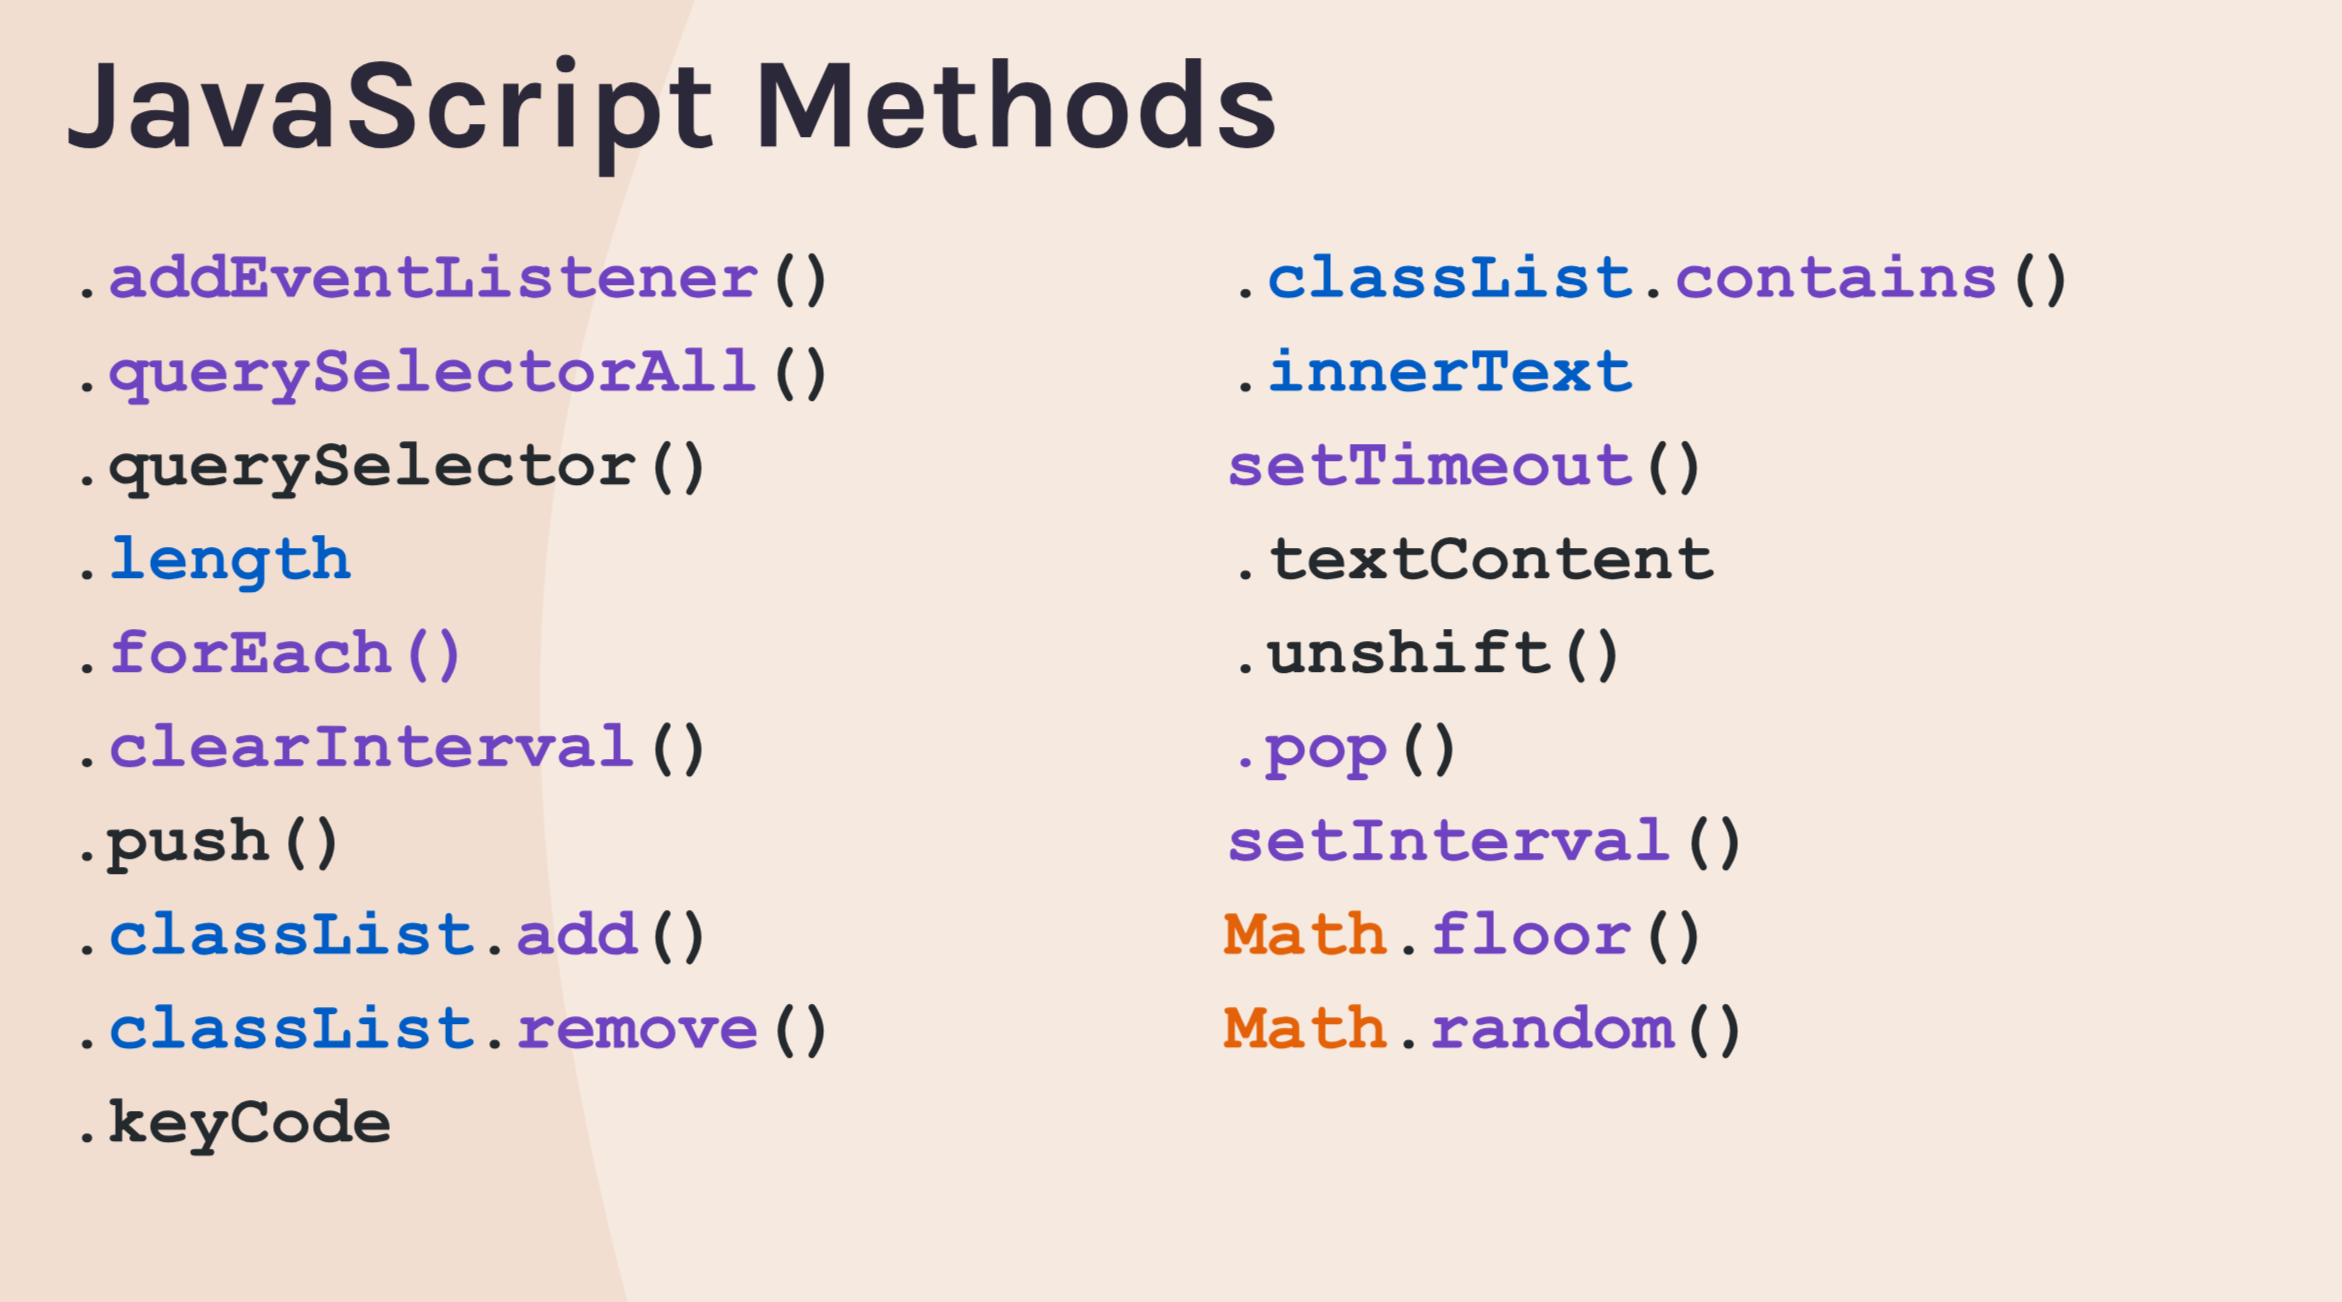 JavaScript Methods
.addEventListener()
.querySelectorAll()
.querySelector()
.length
.forEach()
.clearInterval()
.push()
.classList.add()
.classList.remove()
.keyCode
.classList.contains()
.innerText
setTimeout()
.textContent
.unshift()
.pop()
setInterval()
Math.floor()
Math.random()